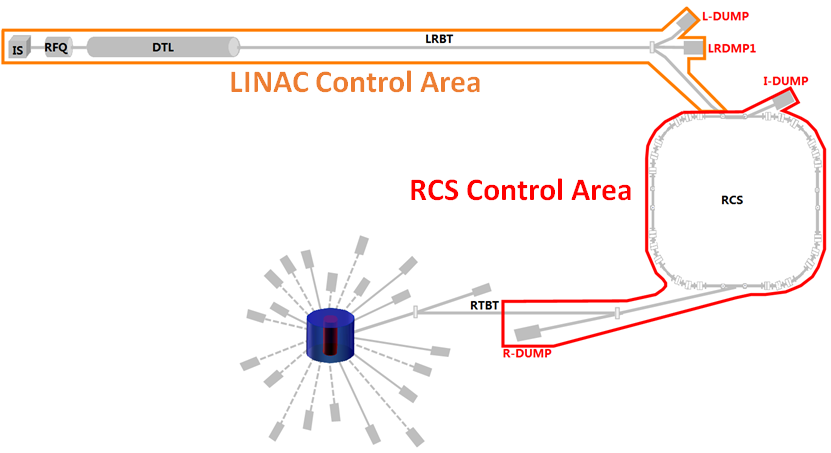 L-DUMP
IS
RFQ
DTL
LRBT
LRDMP1
LINAC Control Area
I-DUMP
RCS Control Area
RCS
RTBT
R-DUMP